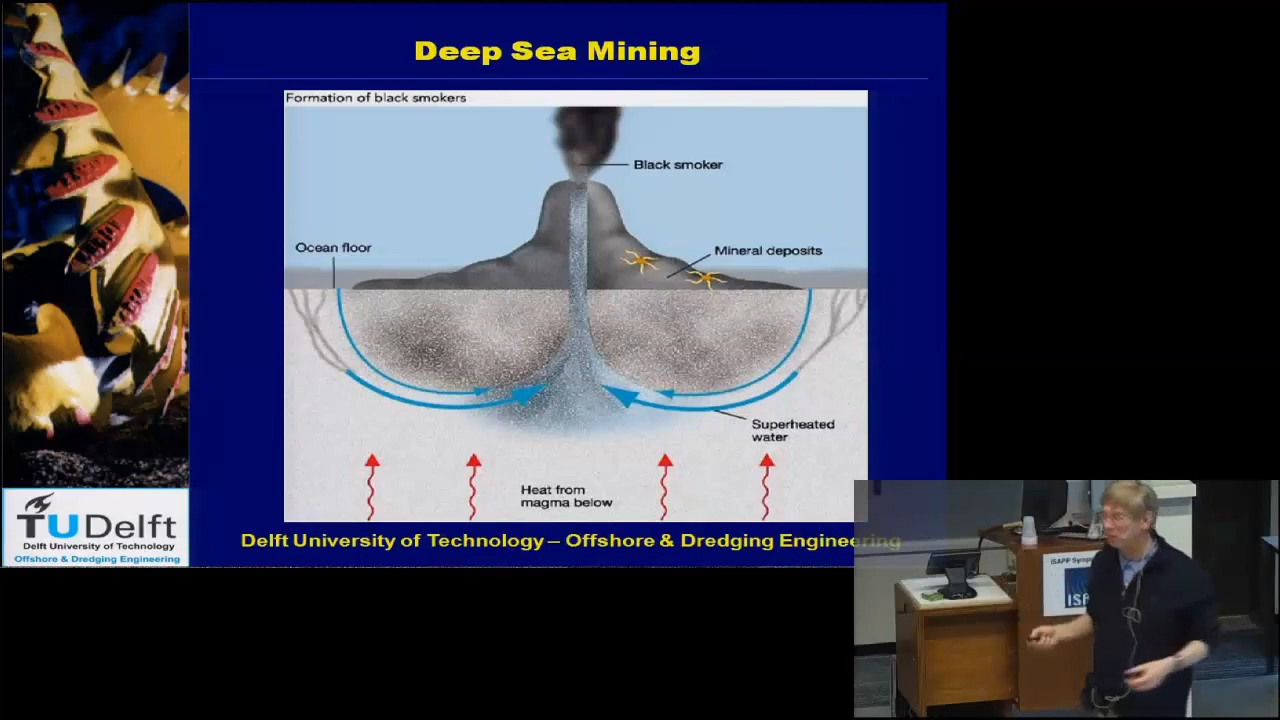 Deep Sea Mining
Formation of black smokers
Black smoker
Ocean floor
Mineral deposits
Superheated
water
Heat from
magma below
TU Delft
Delft University of Technology
Offshore & Dredging Engineering
Delft University of Technology – Offshore & Dredging Engineering